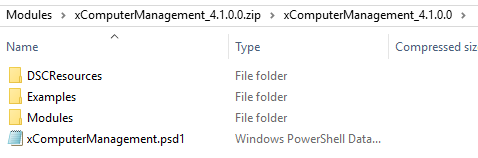 Modules > xComputerManagement_4.1.0.0.zip > xComputerManagement_4.1.0.0 >
Name Type Compressed siz
DSCResources File folder
Examples File folder
Modules File folder
xComputerManagement.psd1 Windows PowerShell Data...